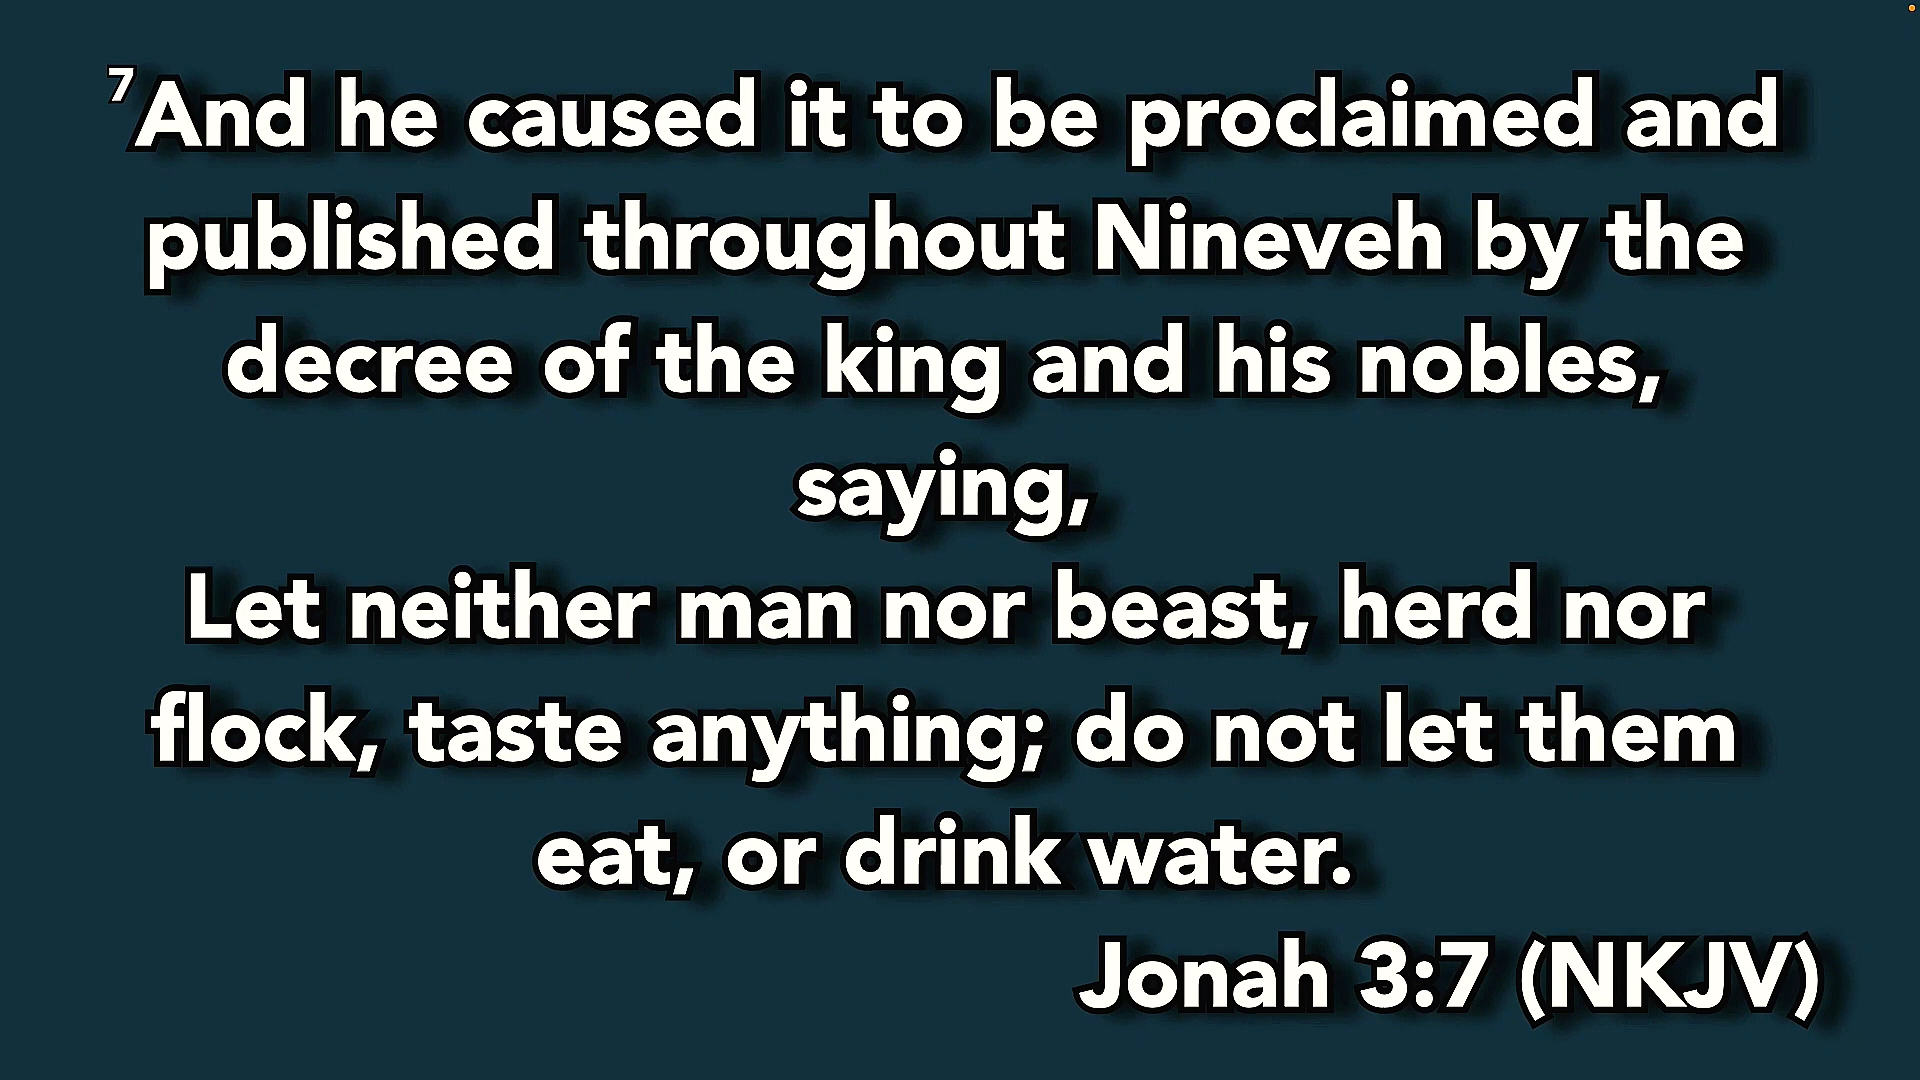 7And he caused it to be proclaimed and
published throughout Nineveh by the
decree of the king and his nobles,
saying,
Let neither man nor beast, herd nor
flock, taste anything; do not let them
eat, or drink water.
Jonah 3:7 (NKJV)